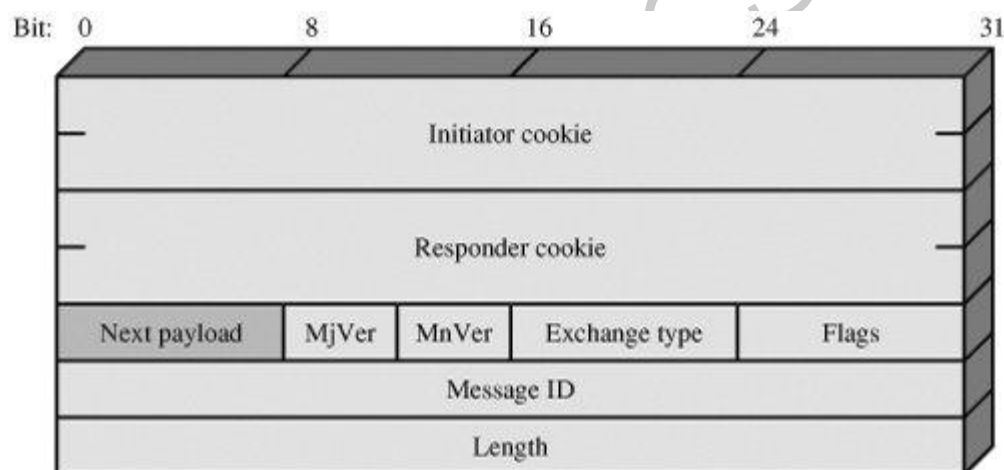 Bit: 0 8 16 24 31
Initiator cookie
Responder cookie
Next payload MjVer MnVer Exchange type Flags
Message ID
Length